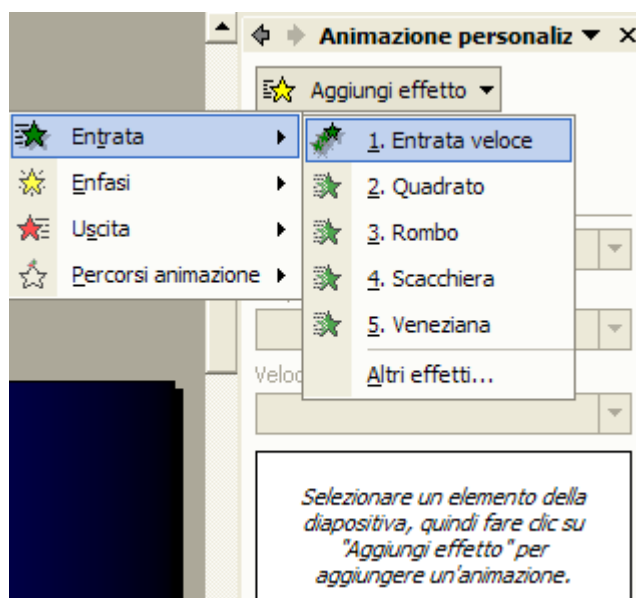 Animazione personaliz
Aggiungi effetto
Entrata
Enfasi
Uscita
Percorsi animazione
1. Entrata veloce
2. Quadrato
3. Rombo
4. Scacchiera
5. Veneziana
Altri effetti...
Veloc
Selezionare un elemento della
diapositiva, quindi fare clic su
"Aggiungi effetto" per
aggiungere un'animazione.